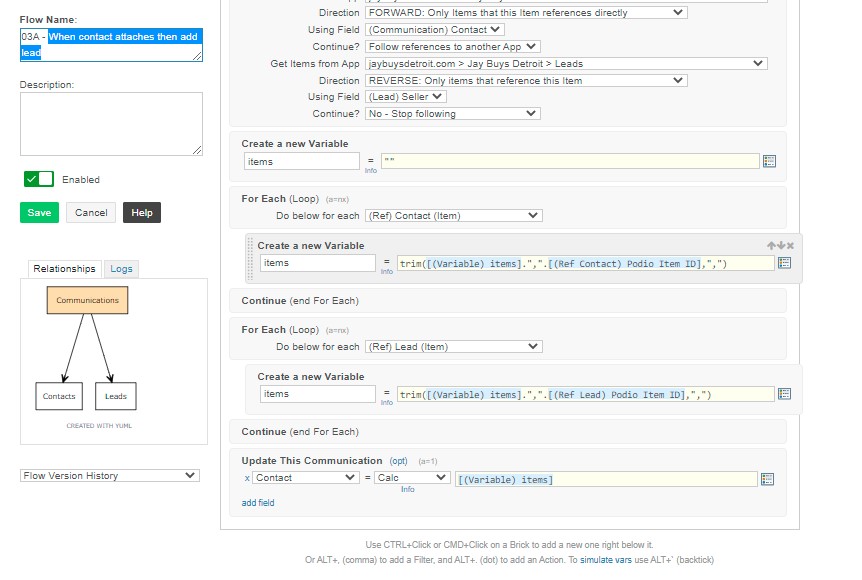 Flow Name:
03A - When contact attaches then add
lead
Description:
Enabled
Save Cancel Help
Relationships Logs
Communications
Contacts Leads
CREATED WITH YUML
Flow Version History
Direction FORWARD: Only Items that this Item references directly
Using Field (Communication) Contact
Continue? Follow references to another App
Get Items from App jaybuysdetroit.com > Jay Buys Detroit > Leads
Direction REVERSE: Only items that reference this Item
Using Field (Lead) Seller
Continue? No - Stop following
Create a new Variable
items = ""
Info
For Each (Loop) (a=nx)
Do below for each (Ref) Contact (Item)
Create a new Variable
items = trim([(Variable) items].",".[(Ref Contact) Podio Item ID],",")
Info
Continue (end For Each)
For Each (Loop) (a=nx)
Do below for each (Ref) Lead (Item)
Create a new Variable
items = trim([(Variable) items].",".[(Ref Lead) Podio Item ID],",")
Info
Continue (end For Each)
Update This Communication (opt) (a=1)
x Contact = Calc [(Variable) items]
Info
add field
Use CTRL+Click or CMD+Click on a Brick to add a new one right below it.
Or ALT+, (comma) to add a Filter, and ALT+. (dot) to add an Action. To simulate vars use ALT+` (backtick)